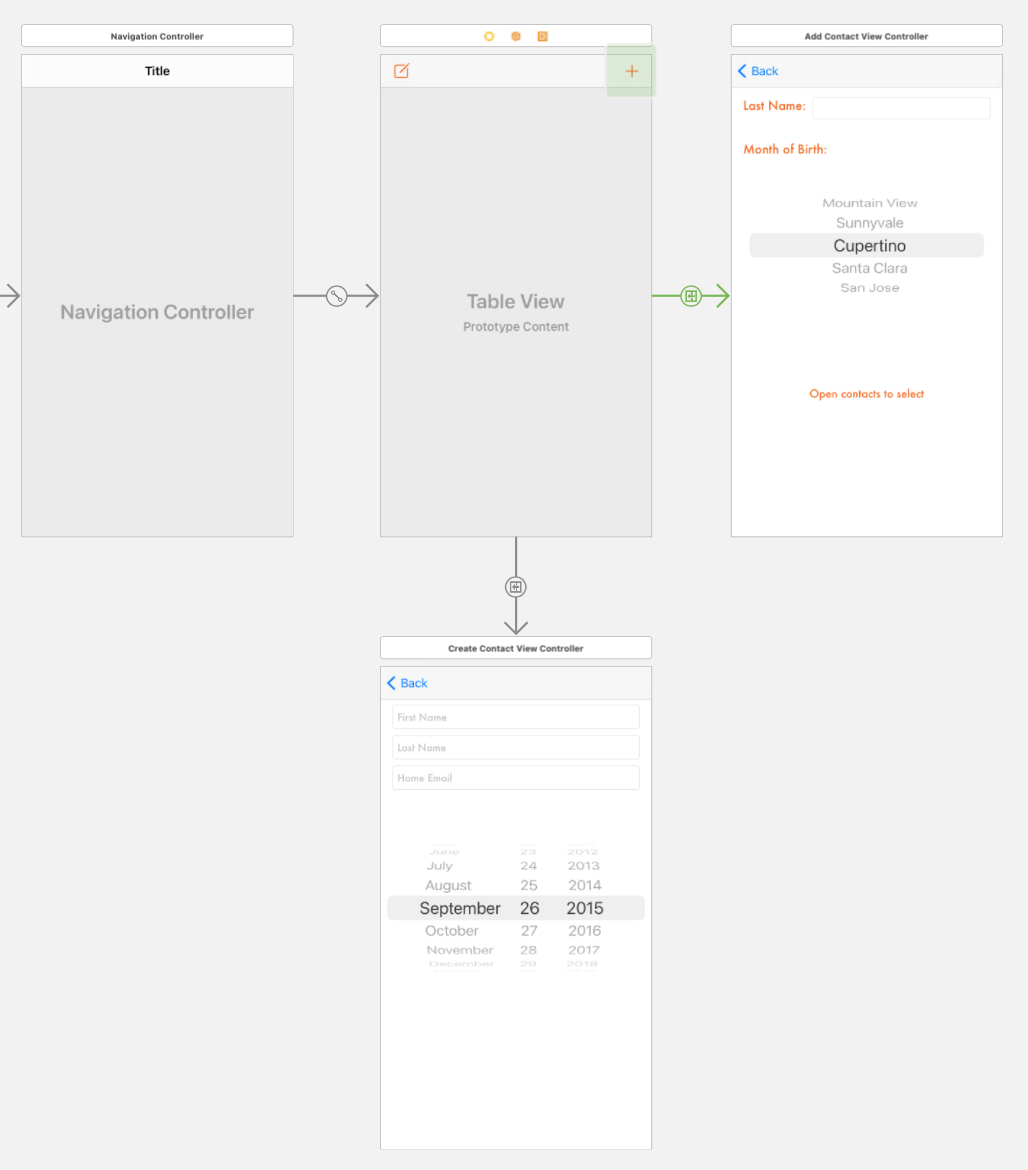 Navigation Controller
Title
Navigation Controller
Table View
Prototype Content
Add Contact View Controller
Back
Last Name:
Month of Birth:
Mountain View
Sunnyvale
Cupertino
Santa Clara
San Jose
Open contacts to select
Create Contact View Controller
Back
First Name
Last Name
Home Email
June 23 2012
July 24 2013
August 25 2014
September 26 2015
October 27 2016
November 28 2017
December 29 2018